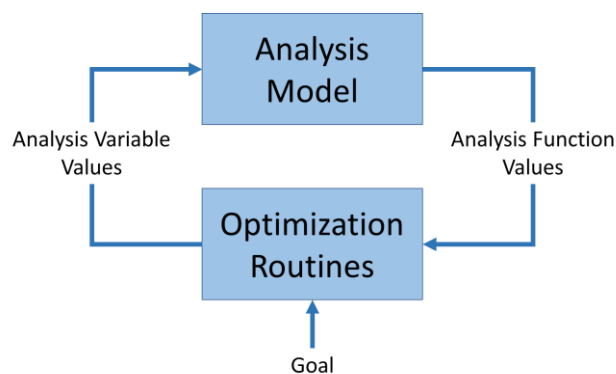 Analysis
Model
Analysis Variable
Values
Analysis Function
Values
Optimization
Routines
Goal